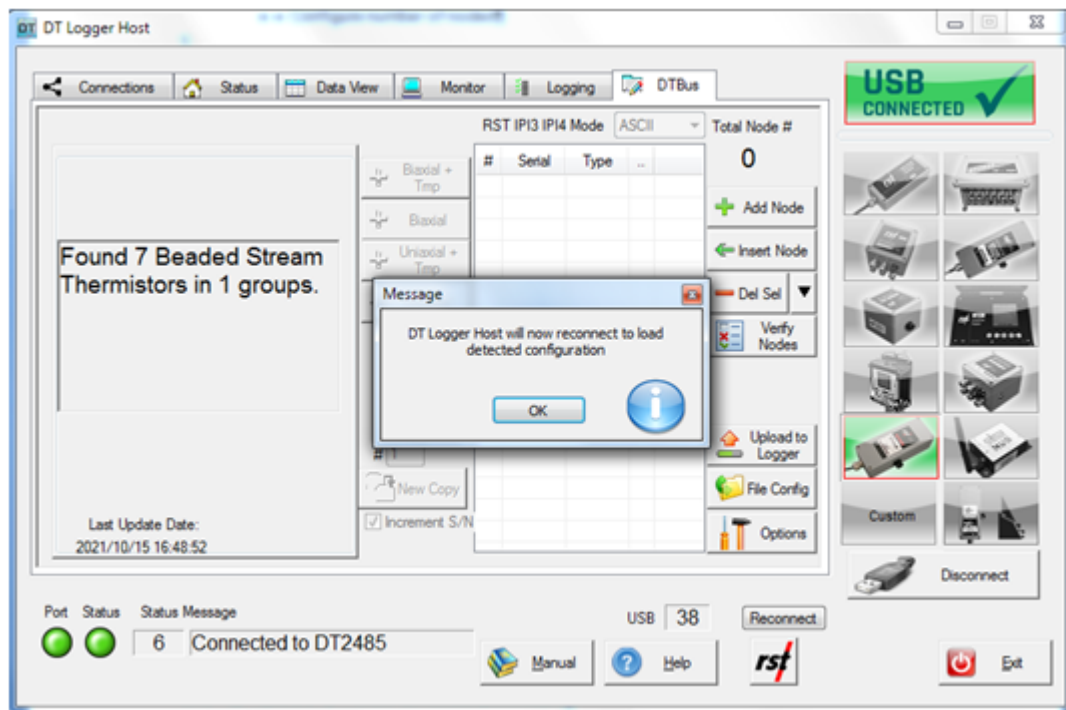 DT Logger Host
Connections
Status
Data View
Monitor
Logging
DTBus
USB
CONNECTED
RST IPI3 IPI4 Mode
ASCII
Total Node #
0
#
Serial
Type
..
Biaxial +
Tmp
Biaxial
Uniaxial +
Tmp
Add Node
Insert Node
Del Sel
Verify
Nodes
Found 7 Beaded Stream
Thermistors in 1 groups.
Message
DT Logger Host will now reconnect to load
detected configuration
OK
# 1
New Copy
Increment S/N
Upload to
Logger
File Config
Options
Last Update Date:
2021/10/15 16:48:52
Custom
Disconnect
Port
Status
Status Message
6
Connected to DT2485
USB
38
Reconnect
Manual
Help
rst
Exit